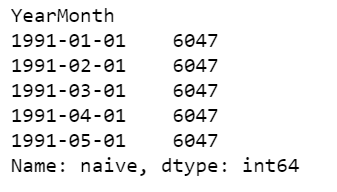 YearMonth
1991-01-01    6047
1991-02-01    6047
1991-03-01    6047
1991-04-01    6047
1991-05-01    6047
Name: naive, dtype: int64